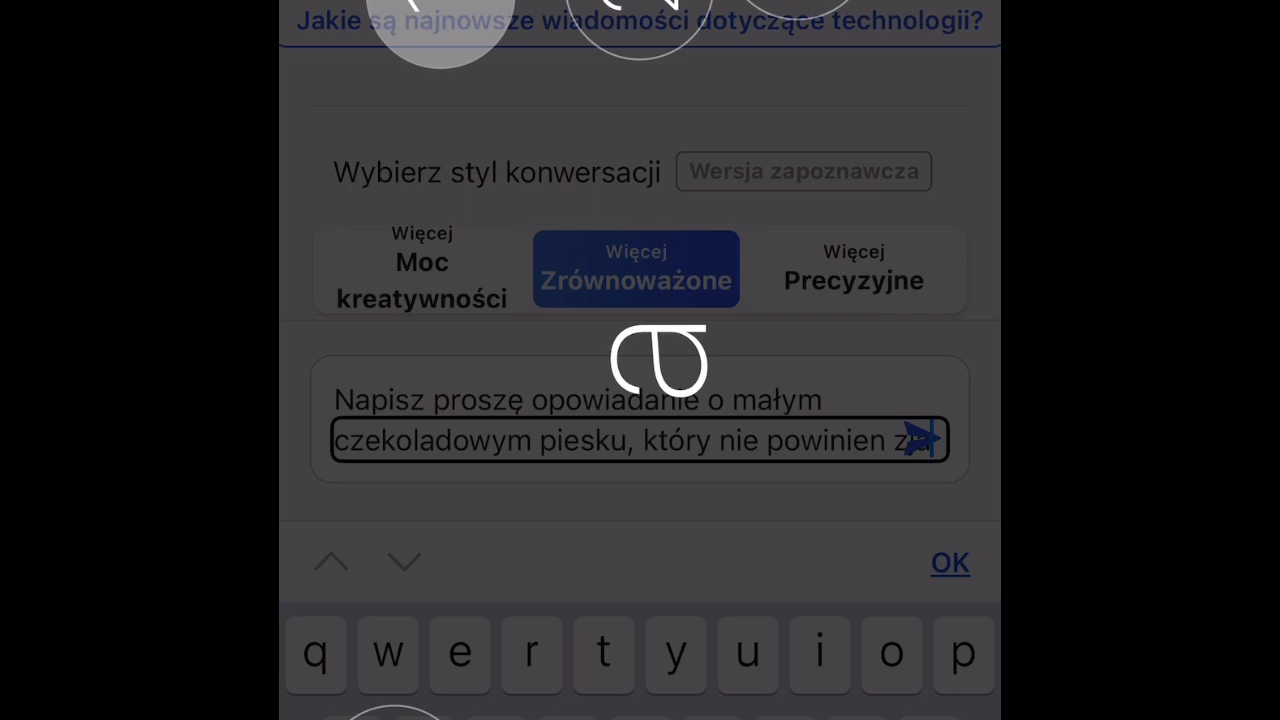 Jakie są najnowsze wiadomości dotyczące technologii?
Wybierz styl konwersacji
Wersja zapoznawcza
Więcej
Moc
kreatywności
Więcej
Zrównoważone
Więcej
Precyzyjne
a
Napisz proszę opowiadanie o małym
czekoladowym piesku, który nie powinien zja
OK
q w e r t y u i o p